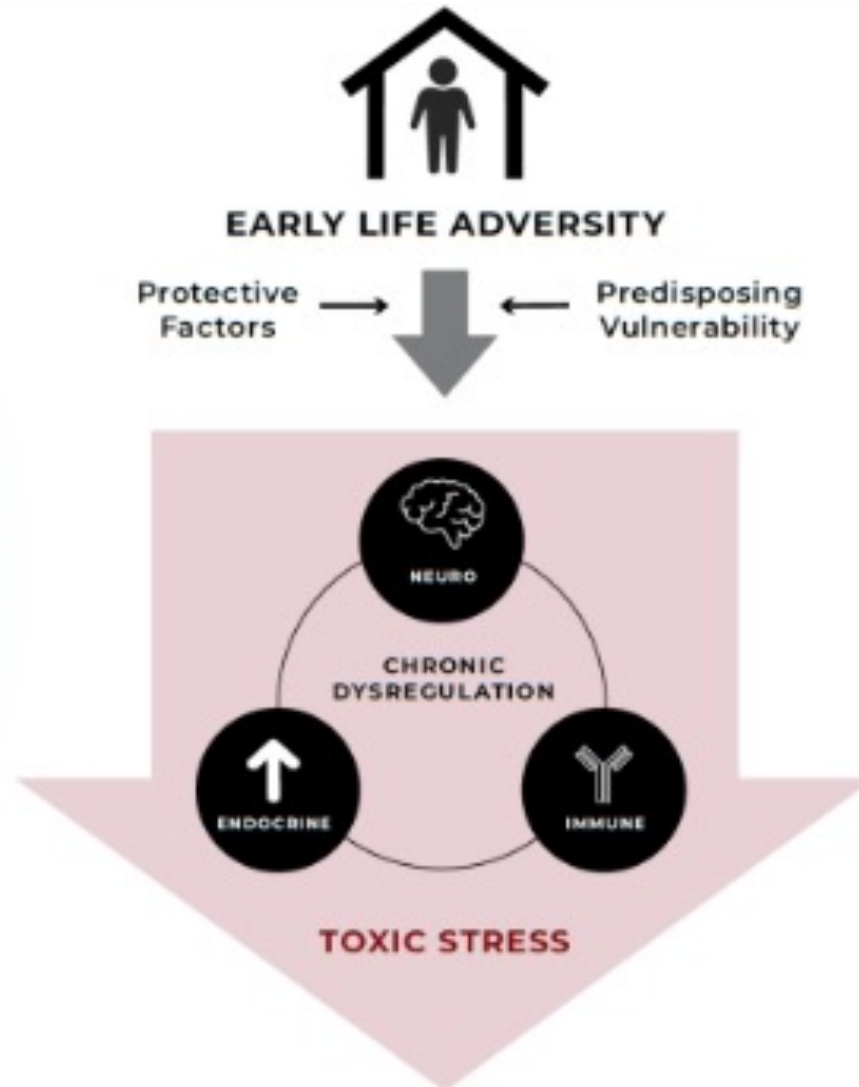 EARLY LIFE ADVERSITY
Protective
Factors
Predisposing
Vulnerability
NEURO
CHRONIC
DYSREGULATION
ENDOCRINE
IMMUNE
TOXIC STRESS